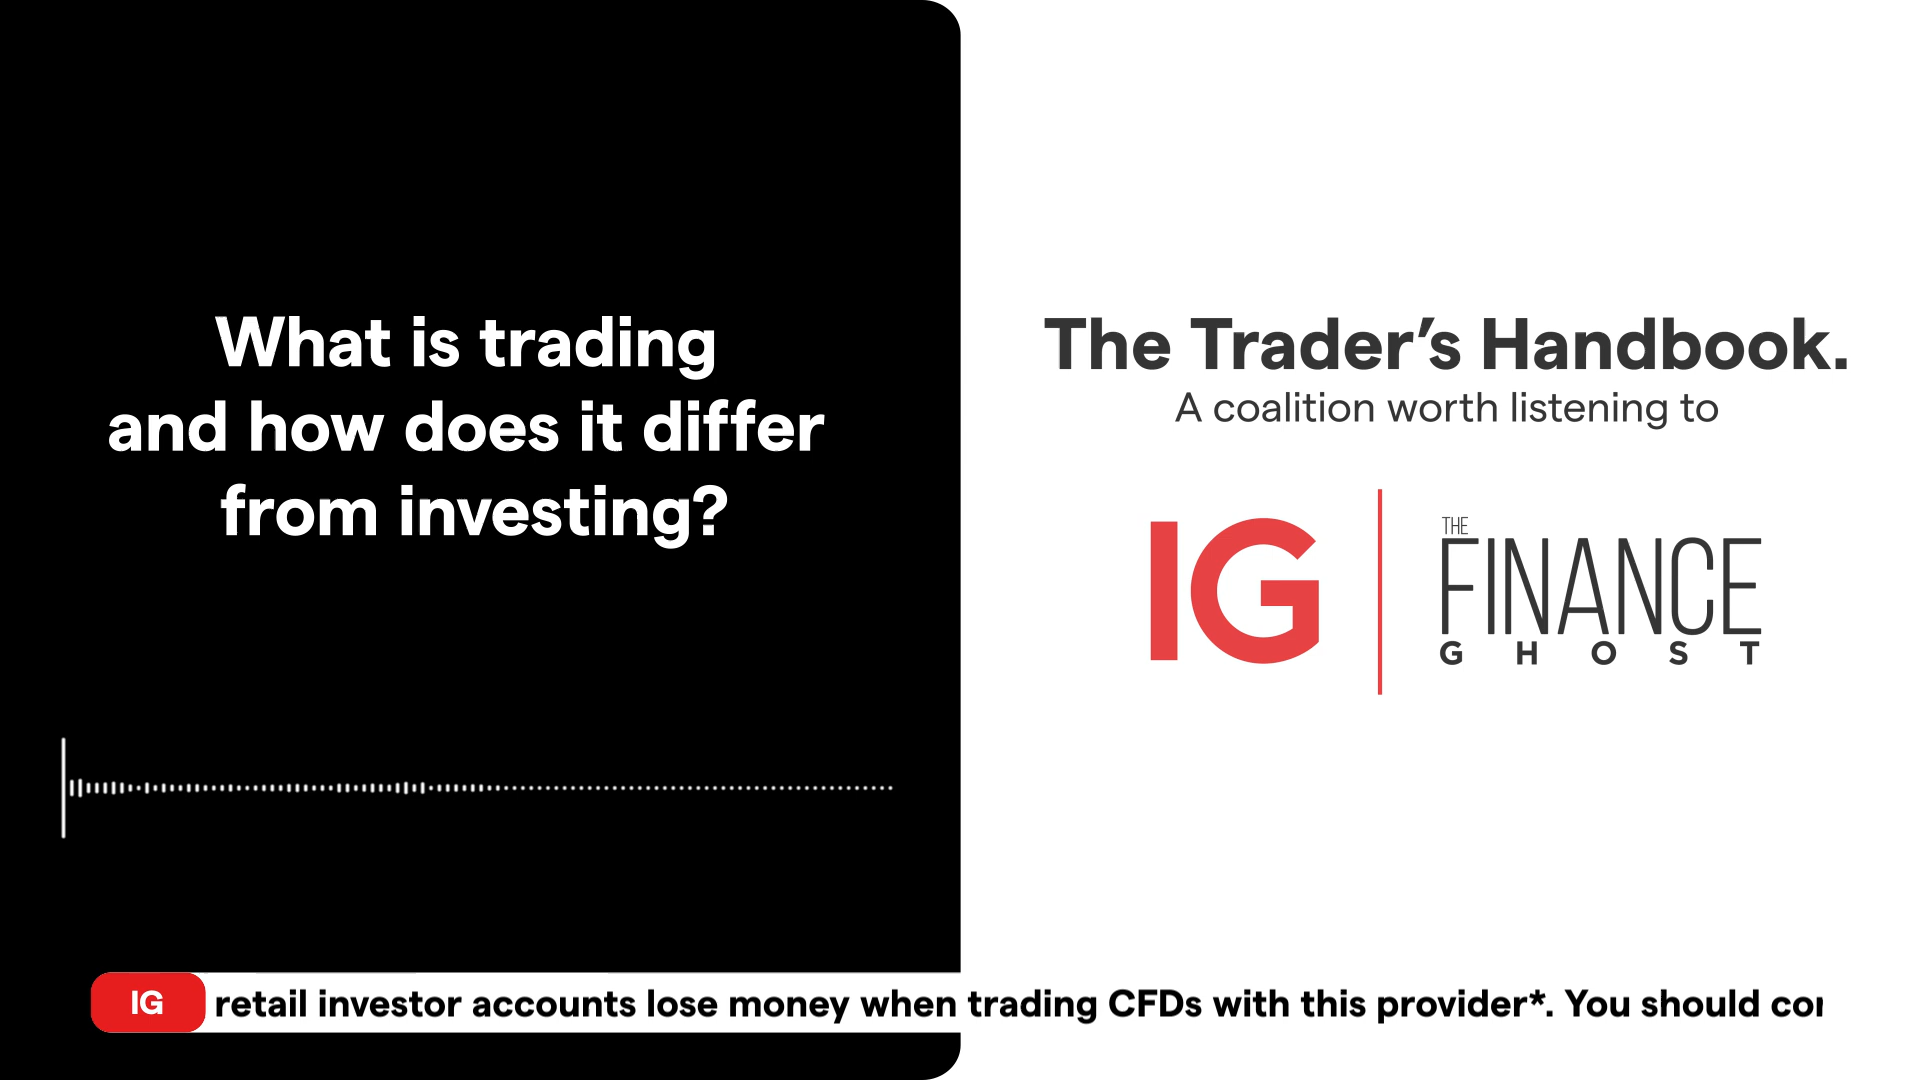 What is trading
and how does it differ
from investing?
The Trader’s Handbook.
A coalition worth listening to
IG
THE
FINANCE
GHOST
IG
retail investor accounts lose money when trading CFDs with this provider*. You should